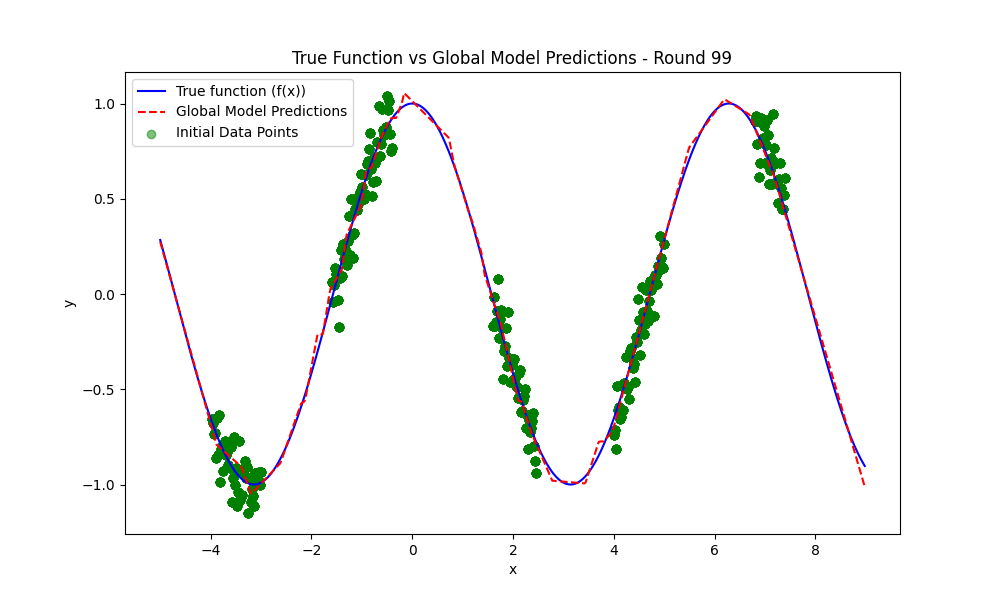 True Function vs Global Model Predictions - Round 99
True function (f(x))
Global Model Predictions
Initial Data Points
1.0
0.5
0.0
−0.5
−1.0
y
−4
−2
0
2
4
6
8
x